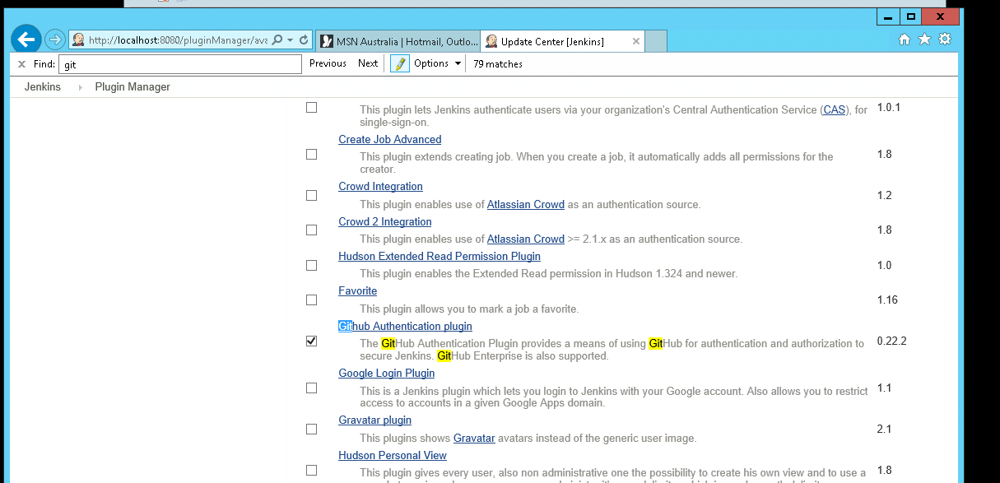 http://localhost:8080/pluginManager/ava
MSN Australia | Hotmail, Outlo...
Update Center [Jenkins]
Find: git
Previous Next Options 79 matches
Jenkins Plugin Manager
This plugin lets Jenkins authenticate users via your organization's Central Authentication Service (CAS), for 1.0.1
single-sign-on.
Create Job Advanced
This plugin extends creating job. When you create a job, it automatically adds all permissions for the 1.8
creator.
Crowd Integration
This plugin enables use of Atlassian Crowd as an authentication source. 1.2
Crowd 2 Integration
This plugin enables use of Atlassian Crowd >= 2.1.x as an authentication source. 1.8
Hudson Extended Read Permission Plugin
This plugin enables the Extended Read permission in Hudson 1.324 and newer. 1.0
Favorite
This plugin allows you to mark a job a favorite. 1.16
Github Authentication plugin
The GitHub Authentication Plugin provides a means of using GitHub for authentication and authorization to 0.22.2
secure Jenkins. GitHub Enterprise is also supported.
Google Login Plugin
This is a Jenkins plugin which lets you login to Jenkins with your Google account. Also allows you to restrict 1.1
access to accounts in a given Google Apps domain.
Gravatar plugin
This plugins shows Gravatar avatars instead of the generic user image. 2.1
Hudson Personal View
This plugin gives every user, also non administrative one the possibility to create his own view and to use a 1.8